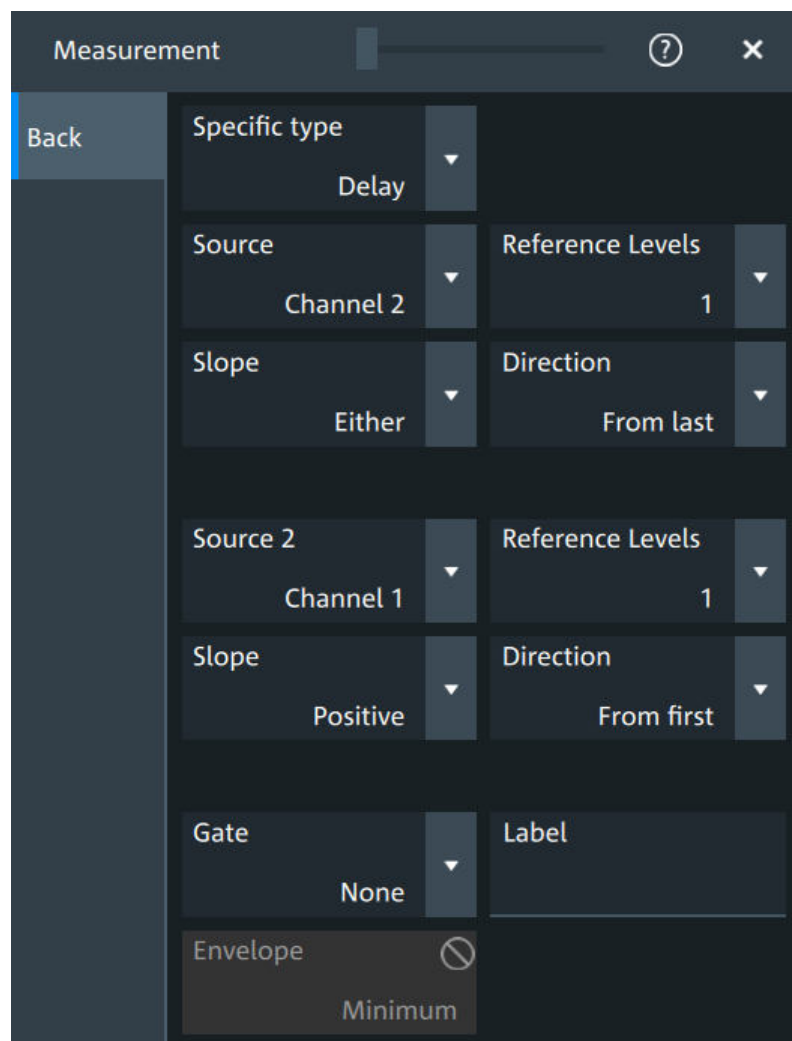 Measurement ?
Back
Specific type
Delay
Source
Channel 2
Reference Levels
1
Slope
Either
Direction
From last
Source 2
Channel 1
Reference Levels
1
Slope
Positive
Direction
From first
Gate
None
Label
Envelope
Minimum